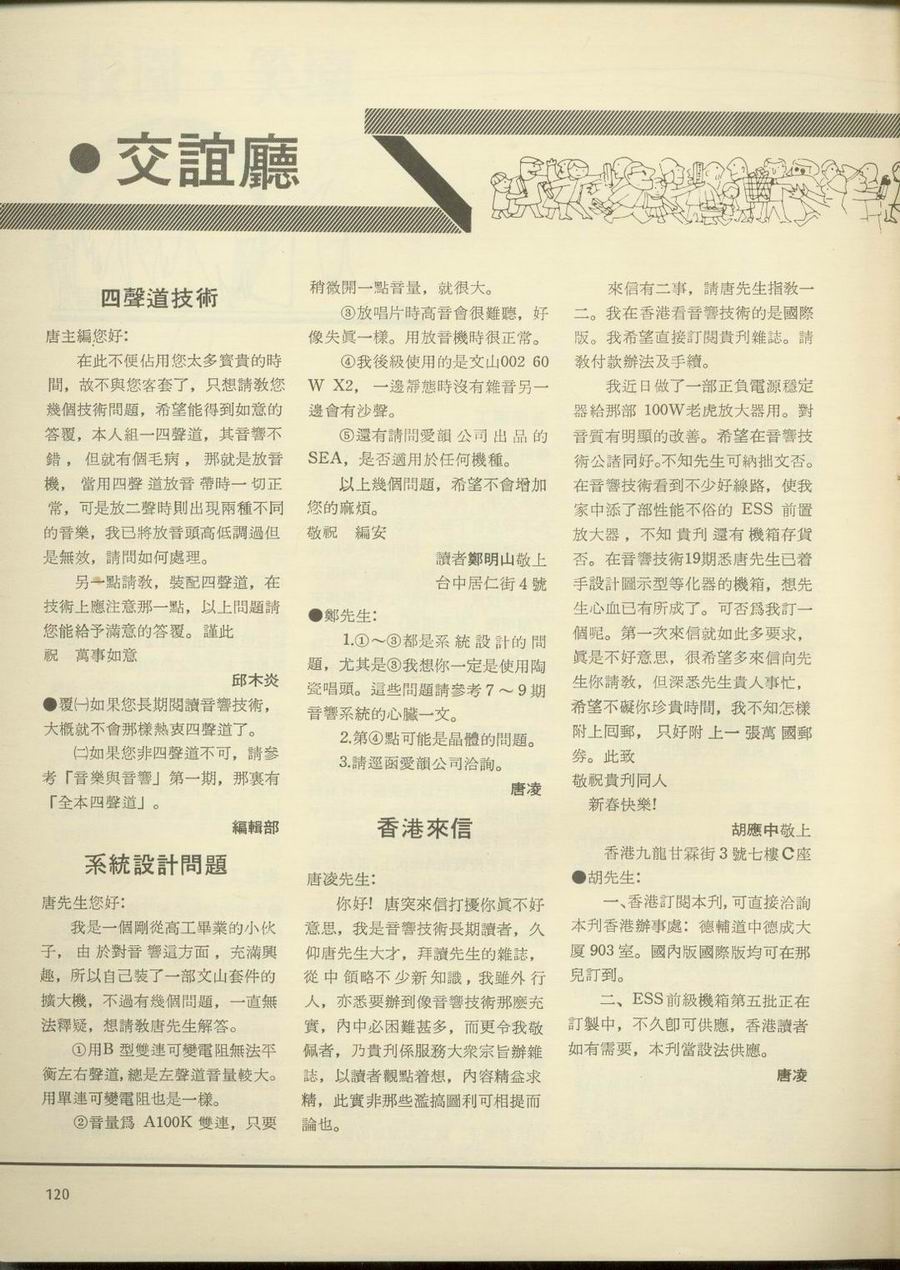 ●交誼廳
四聲道技術
唐主編您好：
在此不便佔用您太多寳貴的時
間，故不與您客套了，只想請敎您
幾個技術問題，希望能得到如意的
答覆，本人組一四聲道，其音響不
錯，但就有個毛病，那就是放音
機，當用四聲道放音帶時一切正
常，可是放二聲時則出現兩種不同
的音樂，我已將放音頭高低調過但
是無效，請問如何處理。
另一點請敎，裝配四聲道，在
技術上應注意那一點，以上問題請
您能給予滿意的答覆。謹此
祝　萬事如意
邱木炎
●覆㈠如果您長期閱讀音響技術，
大概就不會那樣熱衷四聲道了。
㈡如果您非四聲道不可，請參
考「音樂與音響」第一期，那裏有
「全本四聲道」。
編輯部
系統設計問題
唐先生您好：
我是一個剛從高工畢業的小伙
子，由於對音響這方面，充滿興
趣，所以自己裝了一部文山套件的
擴大機，不過有幾個問題，一直無
法釋疑，想請敎唐先生解答。
①用B型雙連可變電阻無法平
衡左右聲道，總是左聲道音量較大。
用單連可變電阻也是一樣。
②音量爲 A100K 雙連，只要
稍微開一點音量，就很大。
③放唱片時高音會很難聽，好
像失眞一樣。用放音機時很正常。
④我後級使用的是文山002 60
W X2，一邊靜態時沒有雜音另一
邊會有沙聲。
⑤還有請問愛韻公司出品的
SEA，是否適用於任何機種。
以上幾個問題，希望不會增加
您的麻煩。
敬祝　編安
讀者鄭明山敬上
台中居仁街4號
●鄭先生：
1.①～③都是系統設計的問
題，尤其是③我想你一定是使用陶
瓷唱頭。這些問題請參考7～9期
音響系統的心臟一文。
2.第④點可能是晶體的問題。
3.請逕函愛韻公司洽詢。
唐凌
香港來信
唐凌先生：
你好！唐突來信打擾你眞不好
意思，我是音響技術長期讀者，久
仰唐先生大才，拜讀先生的雜誌，
從中領略不少新知識，我雖外行
人，亦悉要辦到像音響技術那麽充
實，內中必困難甚多，而更令我敬
佩者，乃貴刋係服務大衆宗旨辦雜
誌，以讀者觀點着想，內容精益求
精，此實非那些濫搞圖利可相提而
論也。
來信有二事，請唐先生指敎一
二。我在香港看音響技術的是國際
版。我希望直接訂閱貴刋雜誌。請
敎付款辦法及手續。
我近日做了一部正負電源穩定
器給那部 100W老虎放大器用。對
音質有明顯的改善。希望在音響技
術公諸同好。不知先生可納拙文否。
在音響技術看到不少好線路，使我
家中添了部性能不俗的 ESS 前置
放大器，不知貴刋還有機箱存貨
否。在音響技術19期悉唐先生已着
手設計圖示型等化器的機箱，想先
生心血已有所成了。可否爲我訂一
個呢。第一次來信就如此多要求，
眞是不好意思，很希望多來信向先
生你請敎，但深悉先生貴人事忙，
希望不礙你珍貴時間，我不知怎樣
附上囘郵，只好附上一張萬國郵
券。此致
敬祝貴刋同人
新春快樂！
胡應中敬上
香港九龍甘霖街3號七樓C座
●胡先生：
一、香港訂閱本刋，可直接洽詢
本刋香港辦事處：德輔道中德成大
厦 903 室。國內版國際版均可在那
兒訂到。
二、ESS前級機箱第五批正在
訂製中，不久卽可供應，香港讀者
如有需要，本刋當設法供應。
唐凌
120